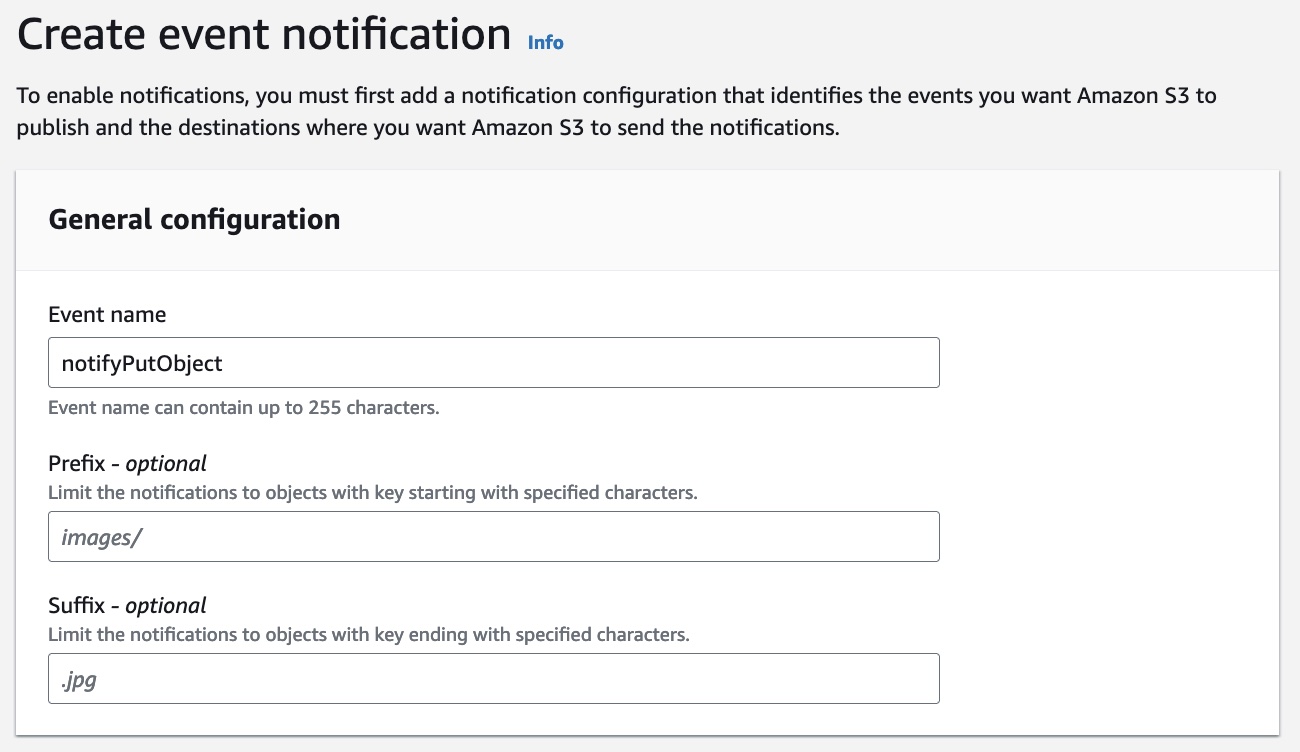 Create event notification Info
To enable notifications, you must first add a notification configuration that identifies the events you want Amazon S3 to
publish and the destinations where you want Amazon S3 to send the notifications.
General configuration
Event name
notifyPutObject
Event name can contain up to 255 characters.
Prefix - optional
Limit the notifications to objects with key starting with specified characters.
images/
Suffix - optional
Limit the notifications to objects with key ending with specified characters.
.jpg